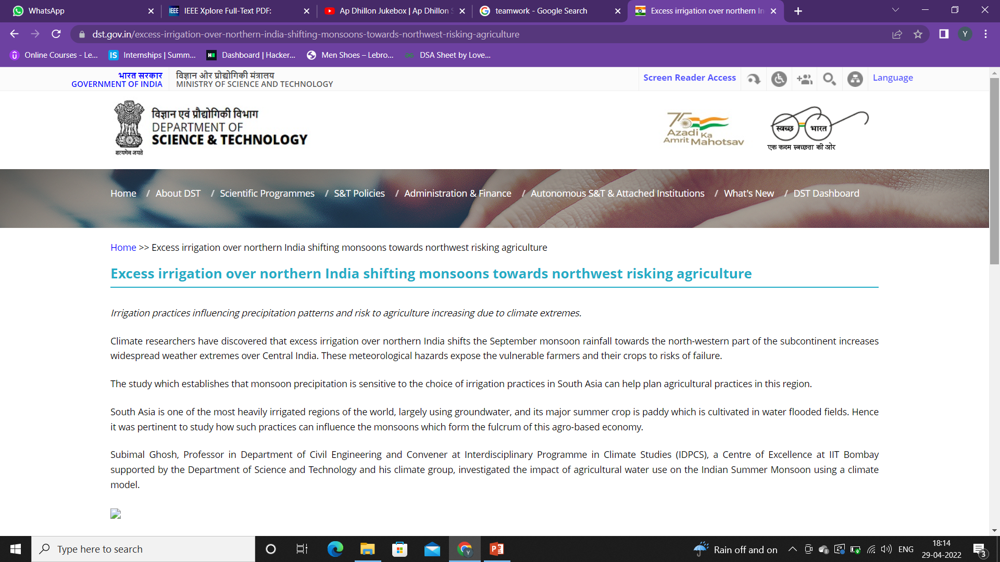 WhatsApp
IEEE Xplore Full-Text PDF:
Ap Dhillon Jukebox | Ap Dhillon S
teamwork - Google Search
Excess irrigation over northern In
dst.gov.in/excess-irrigation-over-northern-india-shifting-monsoons-towards-northwest-risking-agriculture
Y
Online Courses - Le...
IS Internships | Summ...
Dashboard | Hacker...
Men Shoes – Lebro...
DSA Sheet by Love...
भारत सरकार
GOVERNMENT OF INDIA
विज्ञान और प्रौद्योगिकी मंत्रालय
MINISTRY OF SCIENCE AND TECHNOLOGY
Screen Reader Access
Language
सत्यमेव जयते
विज्ञान एवं प्रौद्योगिकी विभाग
DEPARTMENT OF
SCIENCE & TECHNOLOGY
75
Azadi Ka
Amrit Mahotsav
स्वच्छ भारत
एक कदम स्वच्छता की ओर
Home / About DST / Scientific Programmes / S&T Policies / Administration & Finance / Autonomous S&T & Attached Institutions / What's New / DST Dashboard
Home >> Excess irrigation over northern India shifting monsoons towards northwest risking agriculture
Excess irrigation over northern India shifting monsoons towards northwest risking agriculture
Irrigation practices influencing precipitation patterns and risk to agriculture increasing due to climate extremes.
Climate researchers have discovered that excess irrigation over northern India shifts the September monsoon rainfall towards the north-western part of the subcontinent increases
widespread weather extremes over Central India. These meteorological hazards expose the vulnerable farmers and their crops to risks of failure.
The study which establishes that monsoon precipitation is sensitive to the choice of irrigation practices in South Asia can help plan agricultural practices in this region.
South Asia is one of the most heavily irrigated regions of the world, largely using groundwater, and its major summer crop is paddy which is cultivated in water flooded fields. Hence
it was pertinent to study how such practices can influence the monsoons which form the fulcrum of this agro-based economy.
Subimal Ghosh, Professor in Department of Civil Engineering and Convener at Interdisciplinary Programme in Climate Studies (IDPCS), a Centre of Excellence at IIT Bombay
supported by the Department of Science and Technology and his climate group, investigated the impact of agricultural water use on the Indian Summer Monsoon using a climate
model.
Type here to search
Rain off and on
ENG
18:14
29-04-2022
3